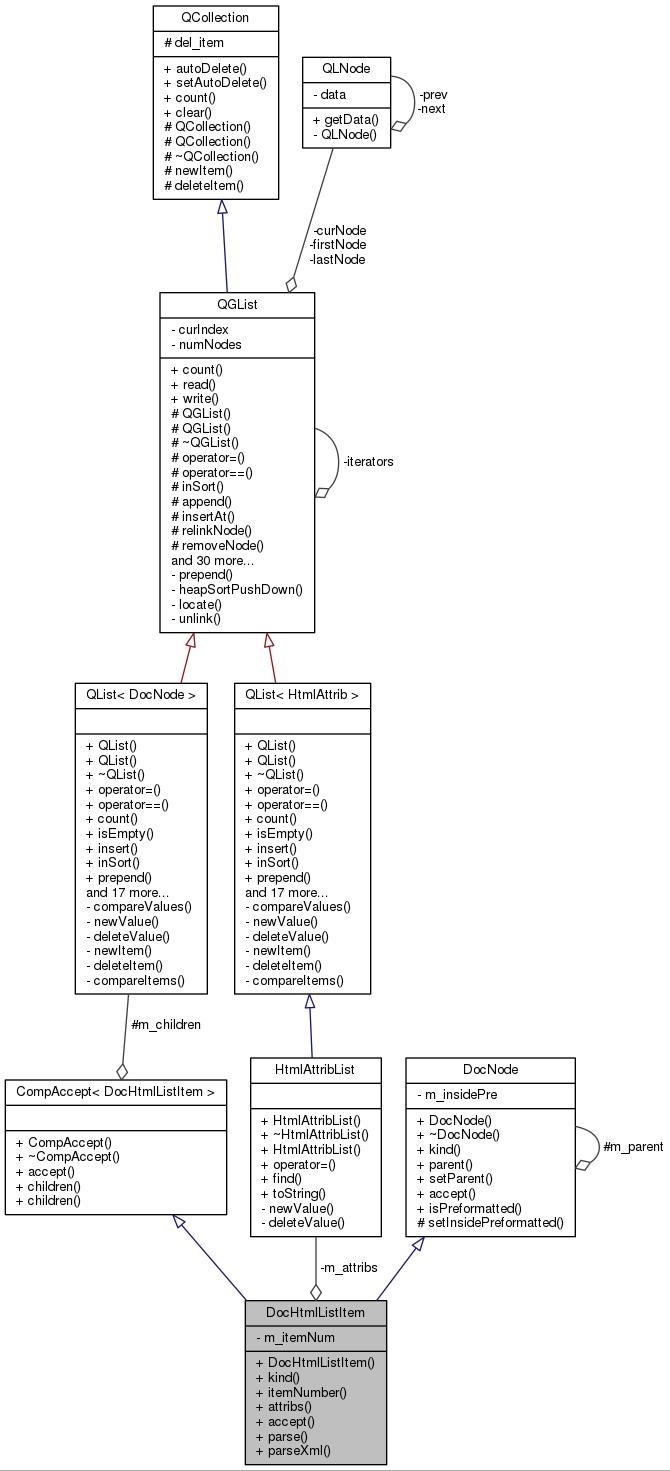 QCollection
# del_item
+ autoDelete()
+ setAutoDelete()
+ count()
+ clear()
# QCollection()
# QCollection()
# ~QCollection()
# newItem()
# deleteItem()
QLNode
- data
+ getData()
- QLNode()
-prev
-next
-curNode
-firstNode
-lastNode
QGList
- curIndex
- numNodes
+ count()
+ read()
+ write()
# QGList()
# QGList()
# ~QGList()
# operator=()
# operator==()
# inSort()
# append()
# insertAt()
# relinkNode()
# removeNode()
and 30 more...
- prepend()
- heapSortPushDown()
- locate()
- unlink()
-iterators
QList< DocNode >
+ QList()
+ QList()
+ ~QList()
+ operator=()
+ operator==()
+ count()
+ isEmpty()
+ insert()
+ inSort()
+ prepend()
and 17 more...
- compareValues()
- newValue()
- deleteValue()
- newItem()
- deleteItem()
- compareItems()
QList< HtmlAttrib >
+ QList()
+ QList()
+ ~QList()
+ operator=()
+ operator==()
+ count()
+ isEmpty()
+ insert()
+ inSort()
+ prepend()
and 17 more...
- compareValues()
- newValue()
- deleteValue()
- newItem()
- deleteItem()
- compareItems()
#m_children
CompAccept< DocHtmlListItem >
+ CompAccept()
+ ~CompAccept()
+ accept()
+ children()
+ children()
HtmlAttribList
+ HtmlAttribList()
+ ~HtmlAttribList()
+ HtmlAttribList()
+ operator=()
+ find()
+ toString()
- newValue()
- deleteValue()
DocNode
- m_insidePre
+ DocNode()
+ ~DocNode()
+ kind()
+ parent()
+ setParent()
+ accept()
+ isPreformatted()
# setInsidePreformatted()
#m_parent
-m_attribs
DocHtmlListItem
- m_itemNum
+ DocHtmlListItem()
+ kind()
+ itemNumber()
+ attribs()
+ accept()
+ parse()
+ parseXml()